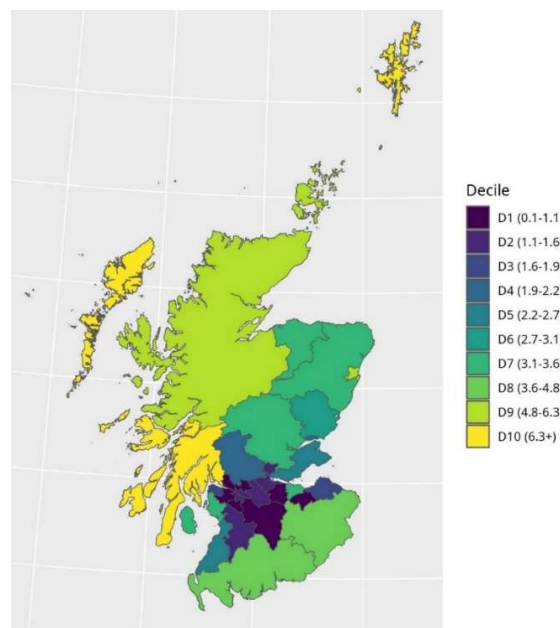 Decile
D1 (0.1-1.1
D2 (1.1-1.6
D3 (1.6-1.9
D4 (1.9-2.2
D5 (2.2-2.7
D6 (2.7-3.1
D7 (3.1-3.6
D8 (3.6-4.8
D9 (4.8-6.3
D10 (6.3+)